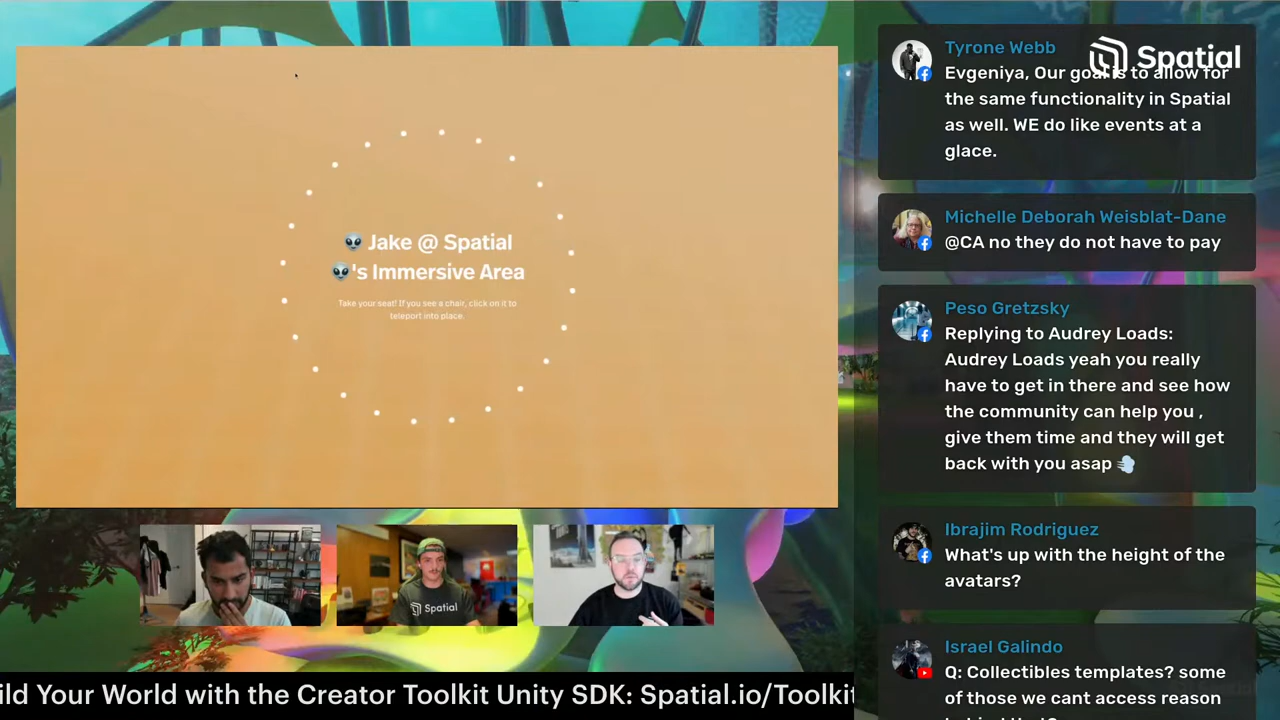 👽 Jake @ Spatial
👽's Immersive Area
Take your seat! If you see a chair, click on it to
teleport into place.
Spatial
ild Your World with the Creator Toolkit Unity SDK: Spatial.io/Toolkit
Spatial
Tyrone Webb
Evgeniya, Our goal is to allow for
the same functionality in Spatial
as well. WE do like events at a
glace.
Michelle Deborah Weisblat-Dane
@CA no they do not have to pay
Peso Gretzsky
Replying to Audrey Loads:
Audrey Loads yeah you really
have to get in there and see how
the community can help you ,
give them time and they will get
back with you asap 💨
Ibrajim Rodriguez
What's up with the height of the
avatars?
Israel Galindo
Q: Collectibles templates? some
of those we cant access reason